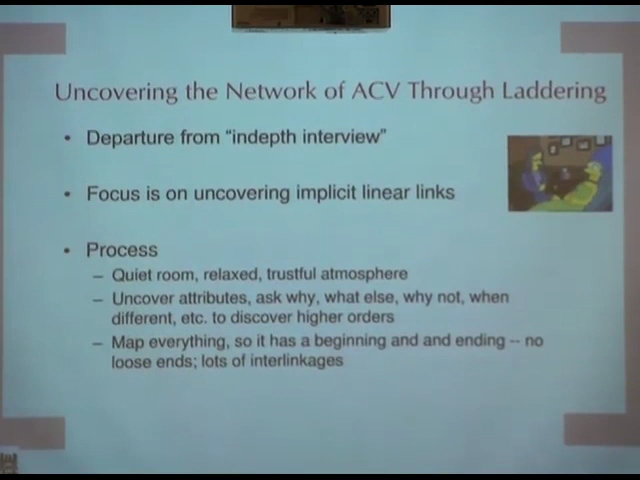 Uncovering the Network of ACV Through Laddering
• Departure from “indepth interview”
• Focus is on uncovering implicit linear links
• Process
– Quiet room, relaxed, trustful atmosphere
– Uncover attributes, ask why, what else, why not, when
different, etc. to discover higher orders
– Map everything, so it has a beginning and and ending -- no
loose ends; lots of interlinkages